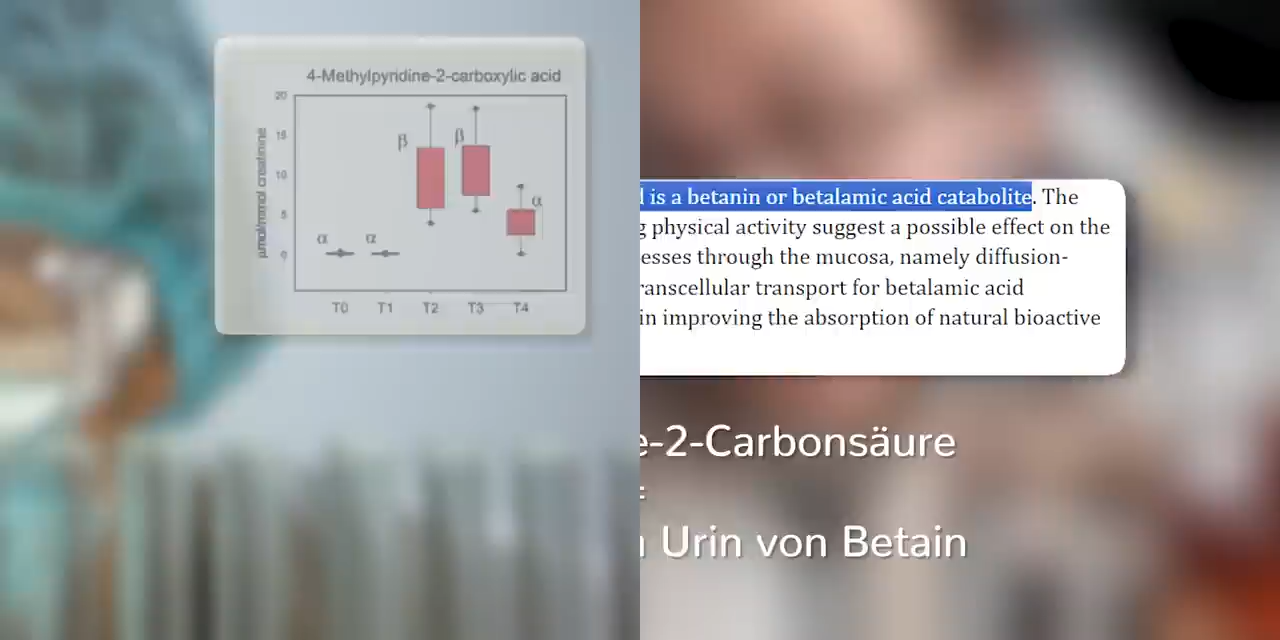 4-Methylpyridine-2-carboxylic acid
20
15
10
5
0
μmol/mmol creatinine
α
α
β
β
α
T0 T1 T2 T3 T4
is a betanin or betalamic acid catabolite. The
physical activity suggest a possible effect on the
through the mucosa, namely diffusion-
transport for betalamic acid
in improving the absorption of natural bioactive
-2-Carbonsäure
Urin von Betain